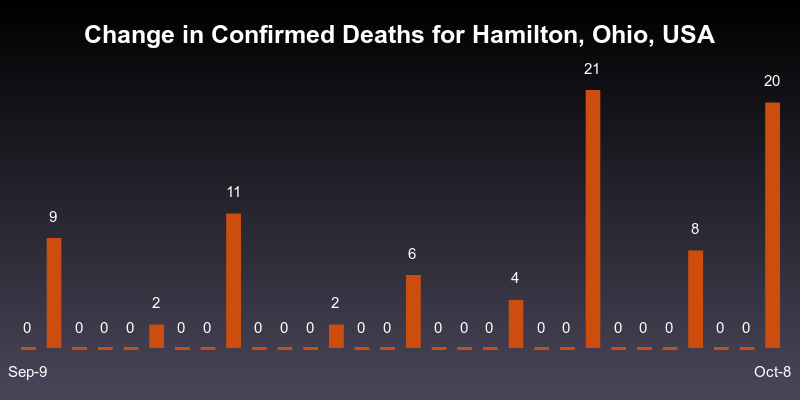 Change in Confirmed Deaths for Hamilton, Ohio, USA
0 9 0 0 0 2 0 0 11 0 0 0 2 0 0 6 0 0 0 4 0 0 21 0 0 0 8 0 0 20
Sep-9 Oct-8